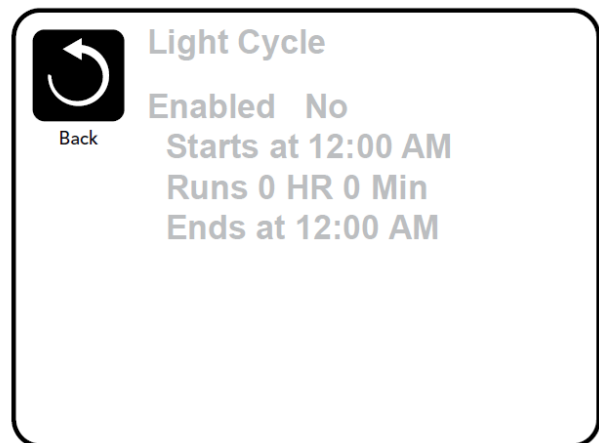 Light Cycle
Back
Enabled No
Starts at 12:00 AM
Runs 0 HR 0 Min
Ends at 12:00 AM